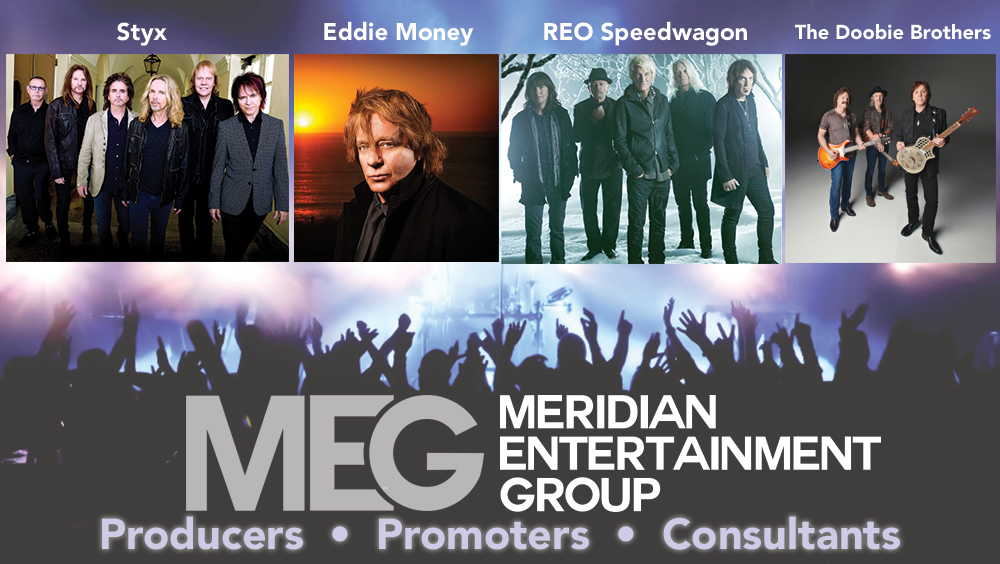 Styx
Eddie Money
REO Speedwagon
The Doobie Brothers
MEG
MERIDIAN
ENTERTAINMENT
GROUP
Producers • Promoters • Consultants